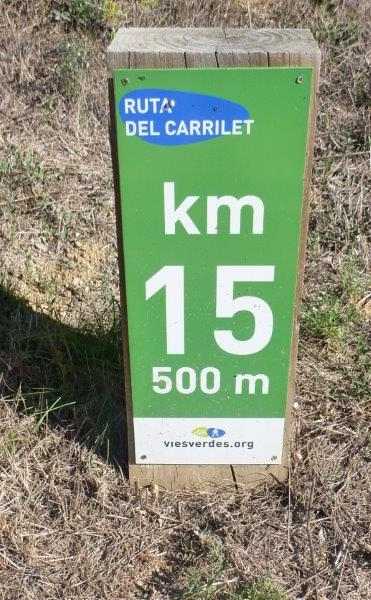 RUTA
DEL CARRILET
km
15
500 m
viesverdes.org